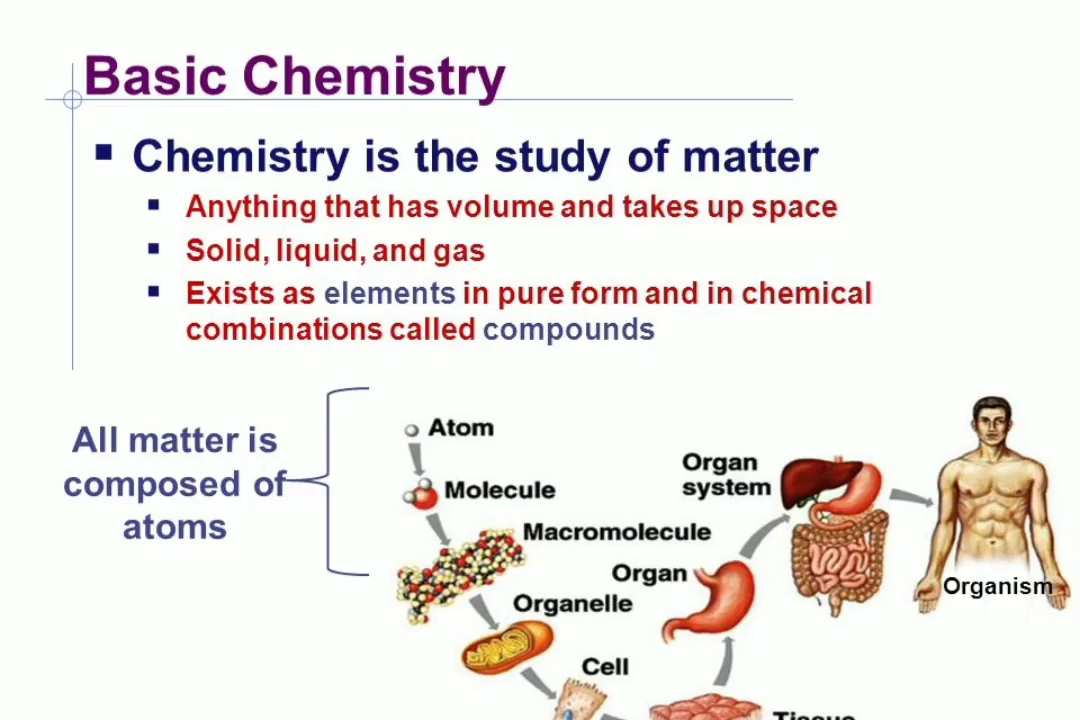 Basic Chemistry
Chemistry is the study of matter
Anything that has volume and takes up space
Solid, liquid, and gas
Exists as elements in pure form and in chemical
combinations called compounds
All matter is
composed of
atoms
Atom
Molecule
Macromolecule
Organelle
Cell
Tissue
Organ
Organ
system
Organism